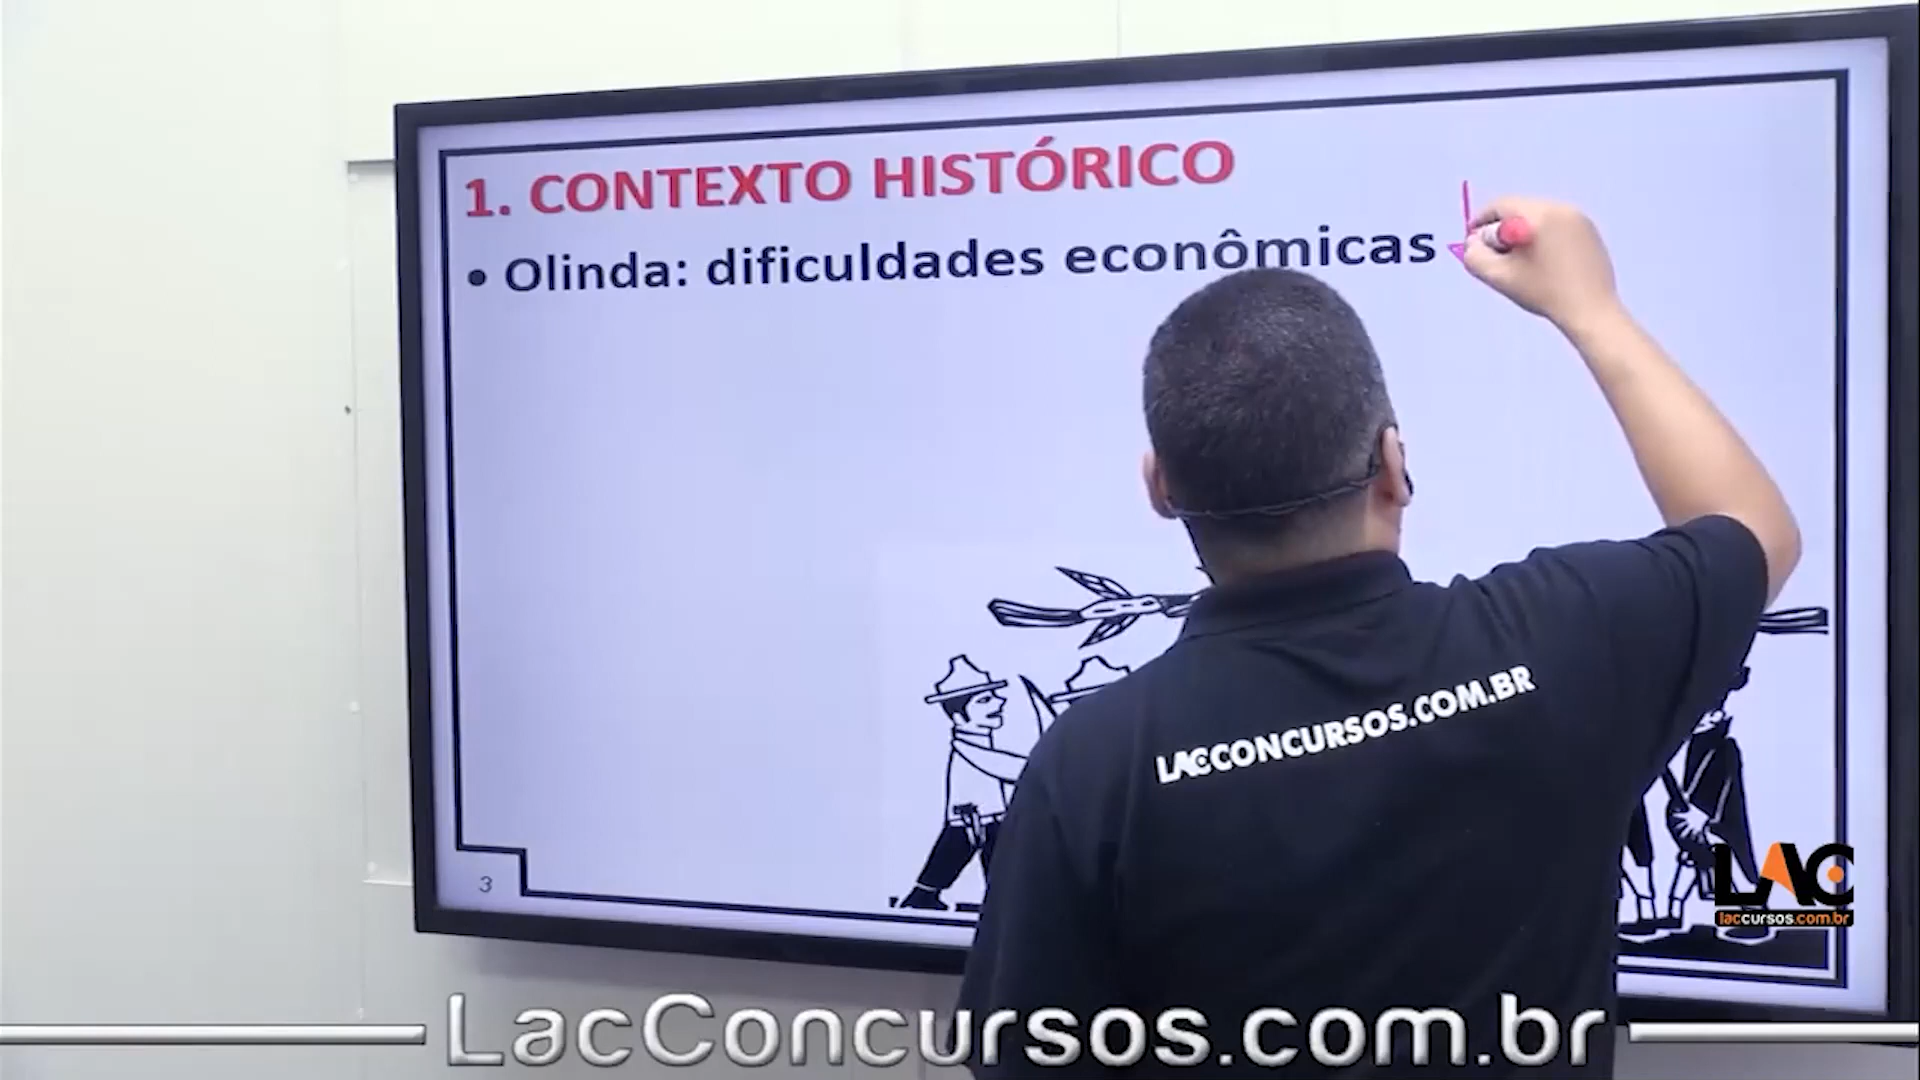 1. CONTEXTO HISTÓRICO
• Olinda: dificuldades econômicas
LACCONCURSOS.COM.BR
3
LAC
laccursos.com.br
LacConcursos.com.br